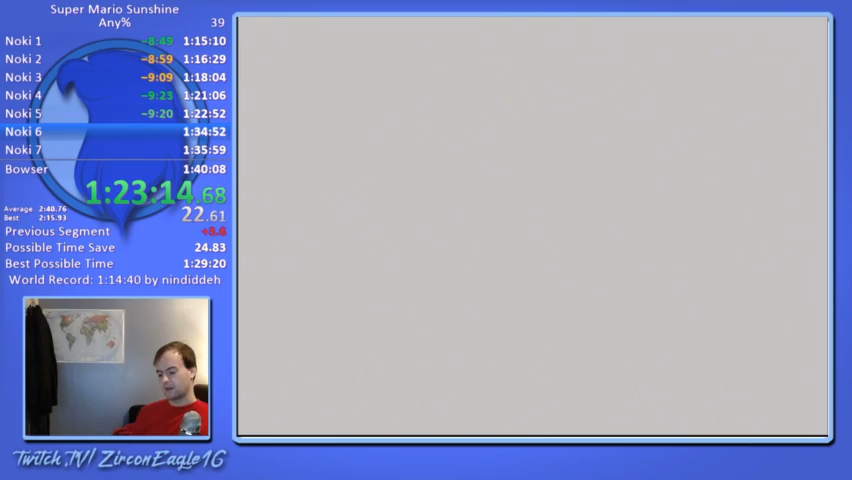 Super Mario Sunshine
Any% 39
Noki 1 -8:49 1:15:10
Noki 2 -8:59 1:16:29
Noki 3 -9:09 1:18:04
Noki 4 -9:23 1:21:06
Noki 5 -9:20 1:22:52
Noki 6 1:34:52
Noki 7 1:35:59
Bowser 1:40:08
1:23:14.68
Average 2:40.76
Best 2:15.93
22.61
Previous Segment +3.6
Possible Time Save 24.83
Best Possible Time 1:29:20
World Record: 1:14:40 by nindiddeh
Twitch.TV/ZirconEagle16